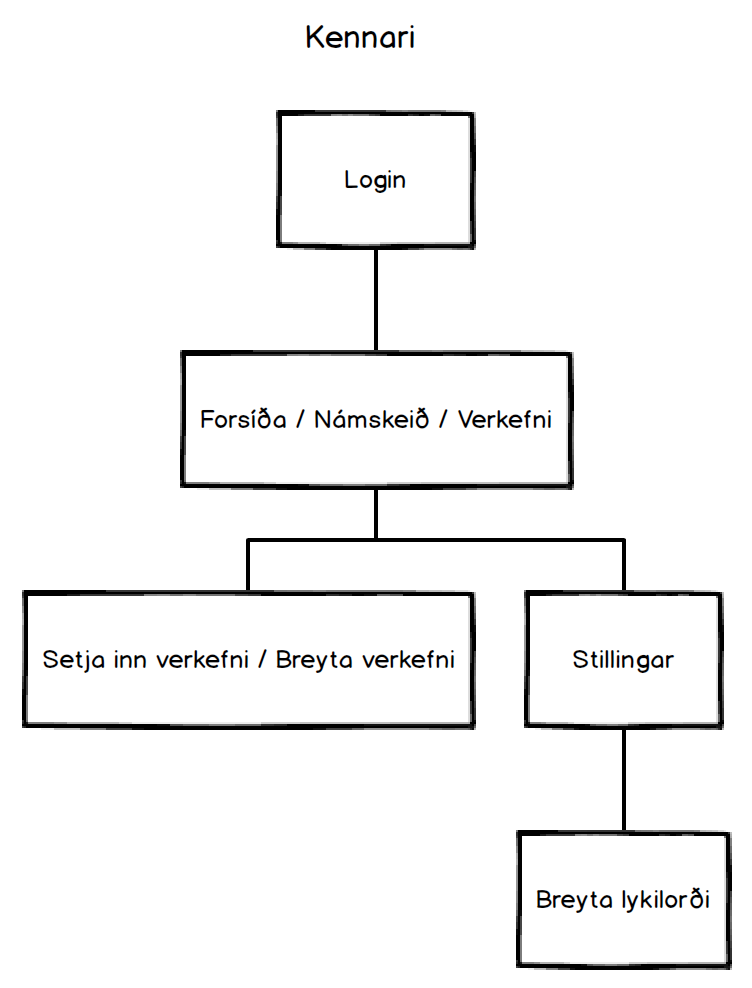 Kennari
Login
Forsíða / Námskeið / Verkefni
Setja inn verkefni / Breyta verkefni
Stillingar
Breyta lykilorði